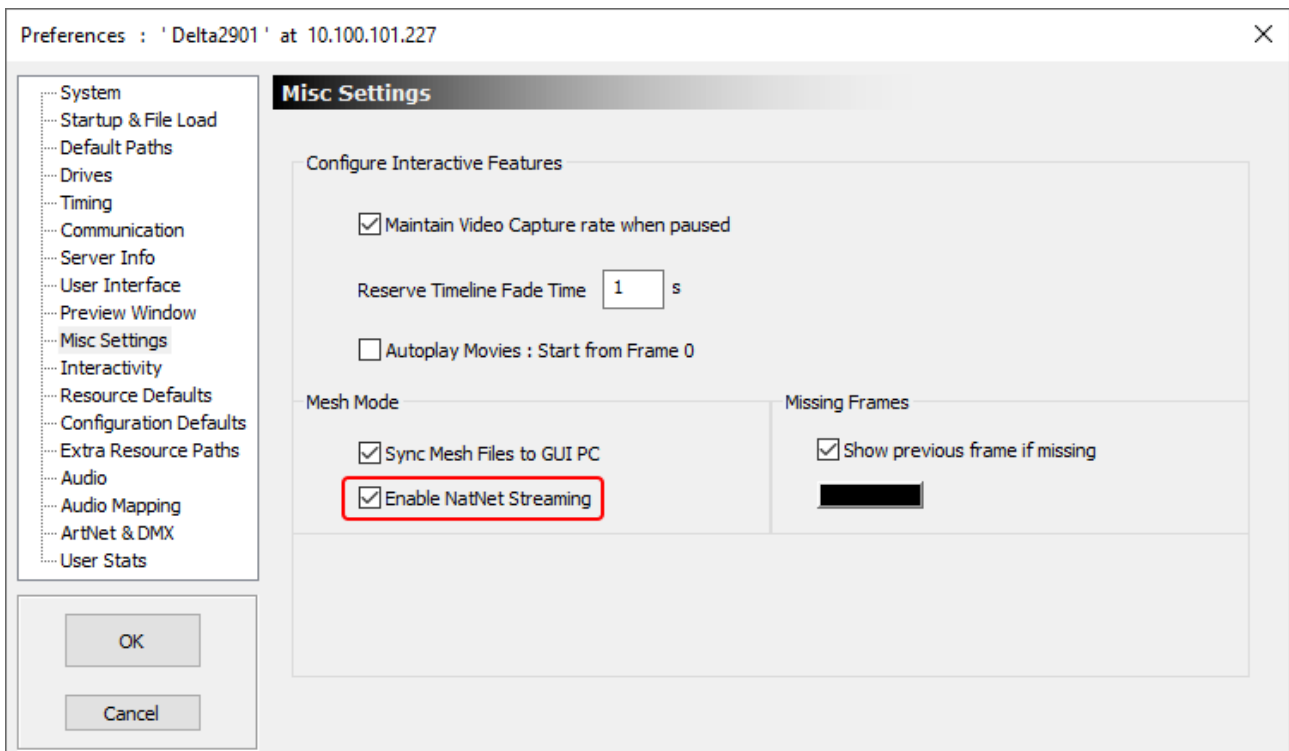 Preferences : 'Delta2901' at 10.100.101.227
System
Startup & File Load
Default Paths
Drives
Timing
Communication
Server Info
User Interface
Preview Window
Misc Settings
Interactivity
Resource Defaults
Configuration Defaults
Extra Resource Paths
Audio
Audio Mapping
ArtNet & DMX
User Stats
OK
Cancel
Misc Settings
Configure Interactive Features
Maintain Video Capture rate when paused
Reserve Timeline Fade Time 1 s
Autoplay Movies : Start from Frame 0
Mesh Mode
Sync Mesh Files to GUI PC
Enable NatNet Streaming
Missing Frames
Show previous frame if missing